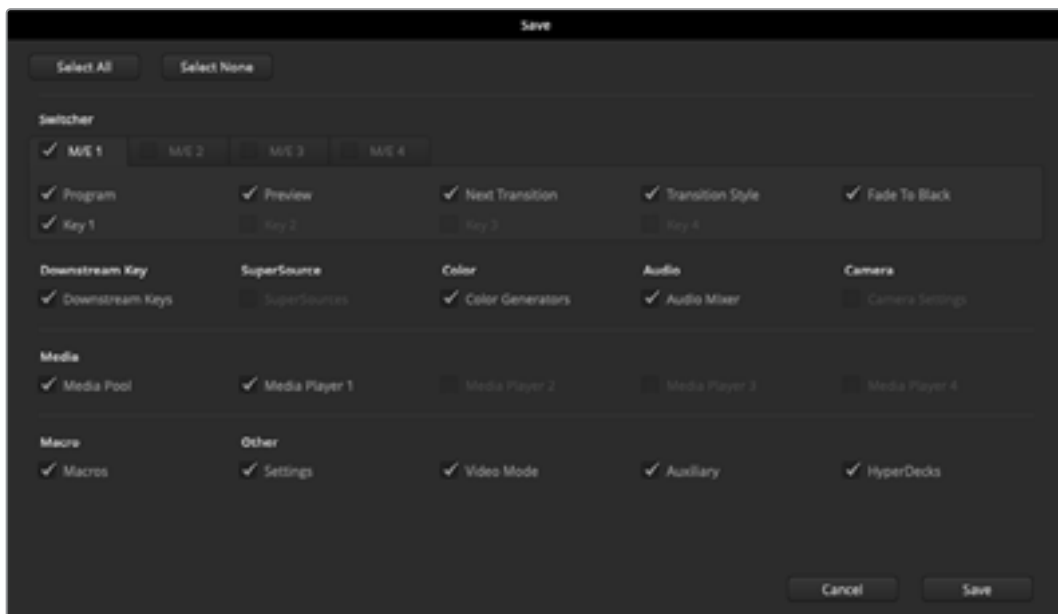 Save
Select All Select None
Switcher
M/E 1 M/E 2 M/E 3 M/E 4
Program Preview Next Transition Transition Style Fade To Black
Key 1 Key 2 Key 3 Key 4
Downstream Key SuperSource Color Audio Camera
Downstream Keys SuperSources Color Generators Audio Mixer Camera Settings
Media
Media Pool Media Player 1 Media Player 2 Media Player 3 Media Player 4
Macro Other
Macros Settings Video Mode Auxiliary HyperDecks
Cancel Save